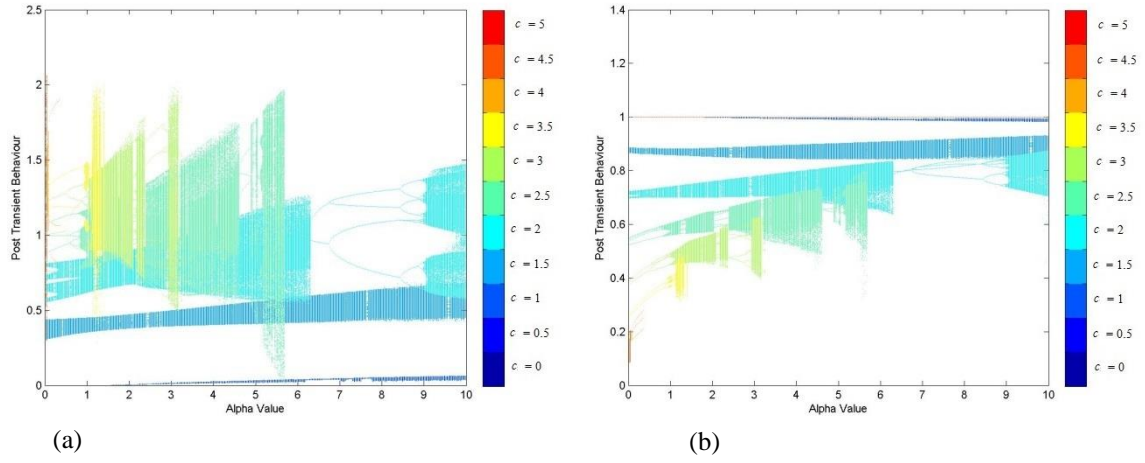 2.5
2
1.5
1
0.5
0
Post Transient Behaviour
0 1 2 3 4 5 6 7 8 9 10
Alpha Value
c = 5
c = 4.5
c = 4
c = 3.5
c = 3
c = 2.5
c = 2
c = 1.5
c = 1
c = 0.5
c = 0
(a)
1.4
1.2
1
0.8
0.6
0.4
0.2
0
Post Transient Behaviour
0 1 2 3 4 5 6 7 8 9 10
Alpha Value
c = 5
c = 4.5
c = 4
c = 3.5
c = 3
c = 2.5
c = 2
c = 1.5
c = 1
c = 0.5
c = 0
(b)